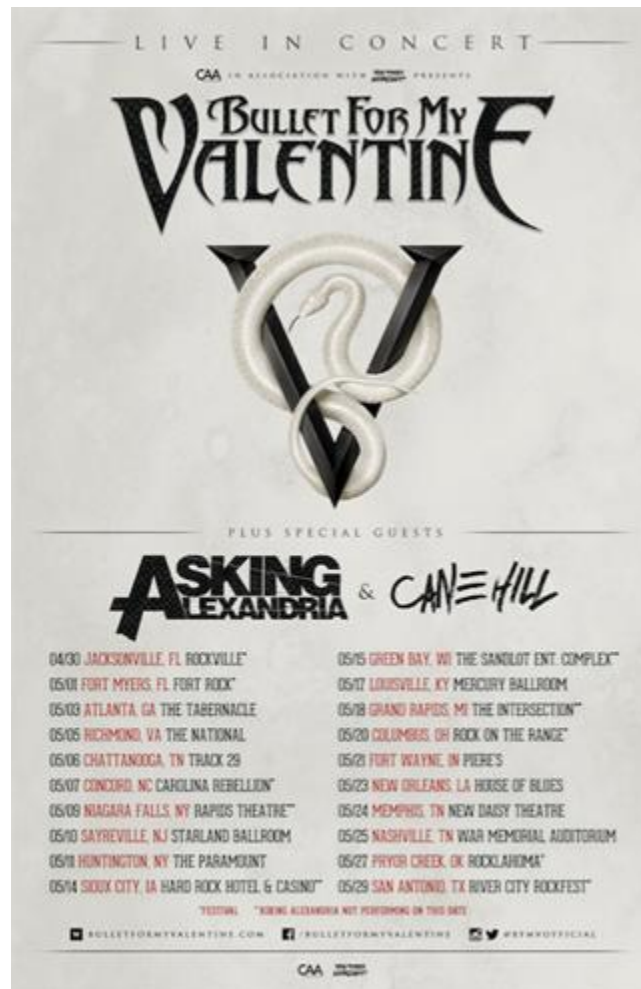 LIVE IN CONCERT
CAA IN ASSOCIATION WITH PRESENTS
BULLET FOR MY
VALENTINE
PLUS SPECIAL GUESTS
ASKING
ALEXANDRIA & CANE HILL
04/30 JACKSONVILLE, FL ROCKVILLE*
05/01 FORT MYERS, FL FORT ROCK*
05/03 ATLANTA, GA THE TABERNACLE
05/05 RICHMOND, VA THE NATIONAL
05/06 CHATTANOOGA, TN TRACK 29
05/07 CONCORD, NC CAROLINA REBELLION*
05/09 NIAGARA FALLS, NY RAPIDS THEATRE**
05/10 SAYREVILLE, NJ STARLAND BALLROOM
05/11 HUNTINGTON, NY THE PARAMOUNT
05/14 SIOUX CITY, IA HARD ROCK HOTEL & CASINO**
05/15 GREEN BAY, WI THE SANDLOT ENT. COMPLEX**
05/17 LOUISVILLE, KY MERCURY BALLROOM
05/18 GRAND RAPIDS, MI THE INTERSECTION**
05/20 COLUMBUS, OH ROCK ON THE RANGE*
05/21 FORT WAYNE, IN PIERE'S
05/23 NEW ORLEANS, LA HOUSE OF BLUES
05/24 MEMPHIS, TN NEW DAISY THEATRE
05/25 NASHVILLE, TN WAR MEMORIAL AUDITORIUM
05/27 PRYOR CREEK, OK ROCKLAHOMA*
05/29 SAN ANTONIO, TX RIVER CITY ROCKFEST*
*FESTIVAL **ASKING ALEXANDRIA NOT PERFORMING ON THIS DATE
BULLETFORMYVALENTINE.COM /BULLETFORMYVALENTINE @BFMVOFFICIAL
CAA